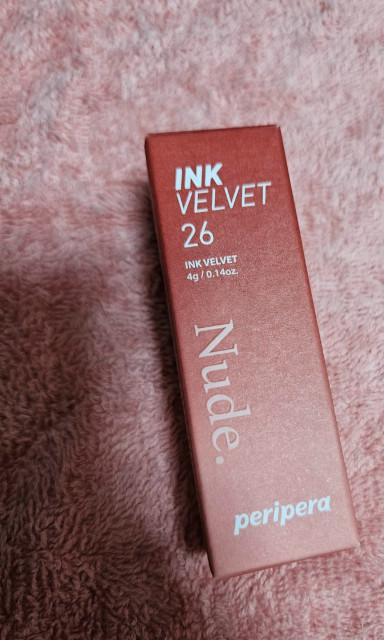 INK
VELVET
26
INK VELVET
4g / 0.14oz.
Nude.
peripera